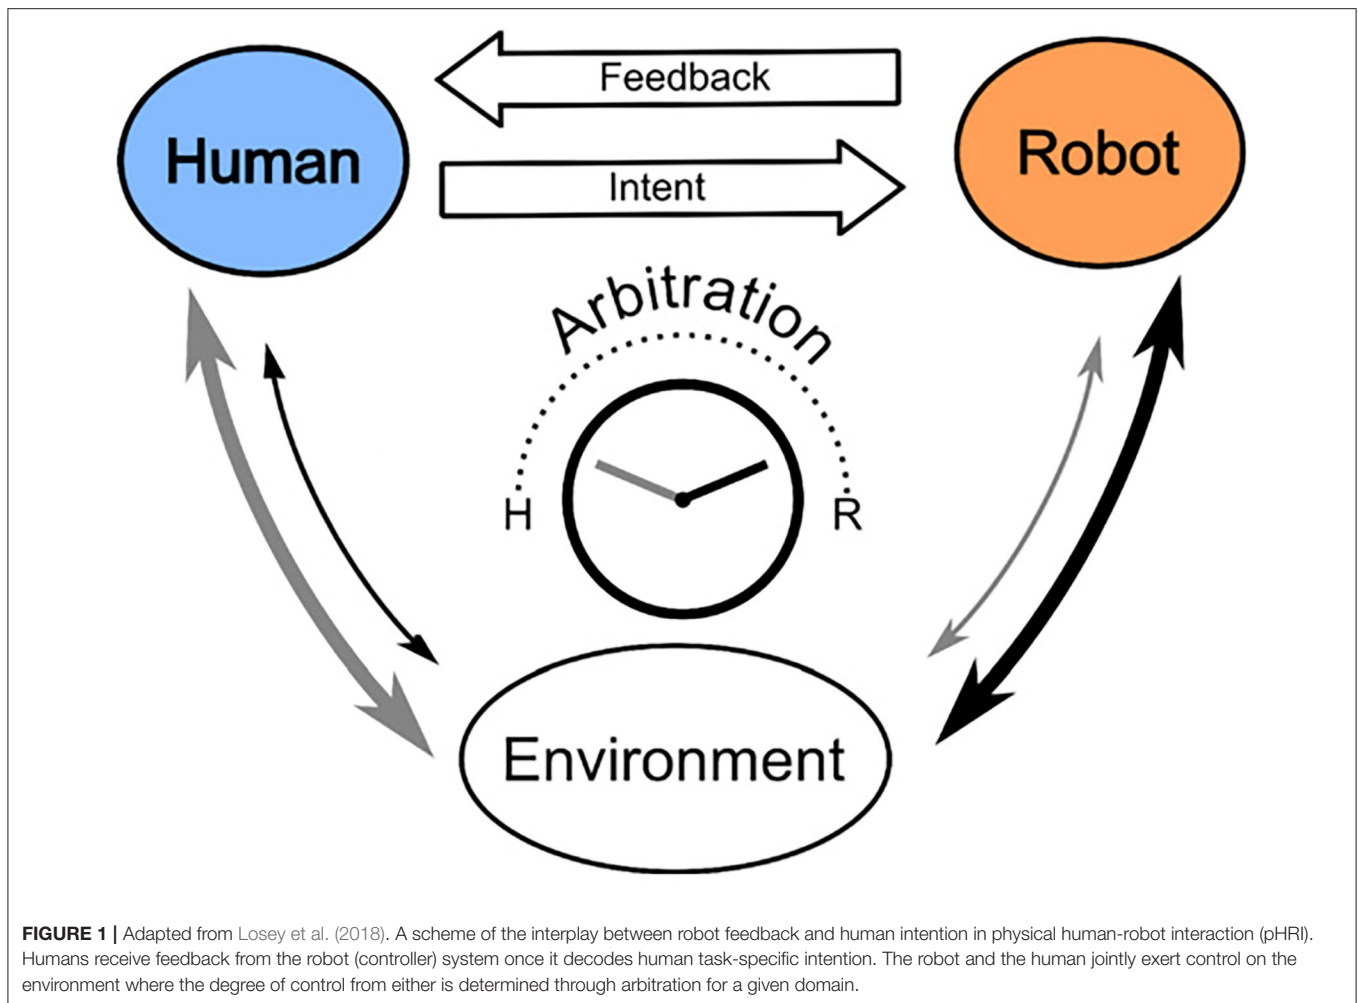 Feedback
Human
Robot
Intent
Arbitration
H
R
Environment
FIGURE 1 | Adapted from Losey et al. (2018). A scheme of the interplay between robot feedback and human intention in physical human-robot interaction (pHRI).
Humans receive feedback from the robot (controller) system once it decodes human task-specific intention. The robot and the human jointly exert control on the
environment where the degree of control from either is determined through arbitration for a given domain.